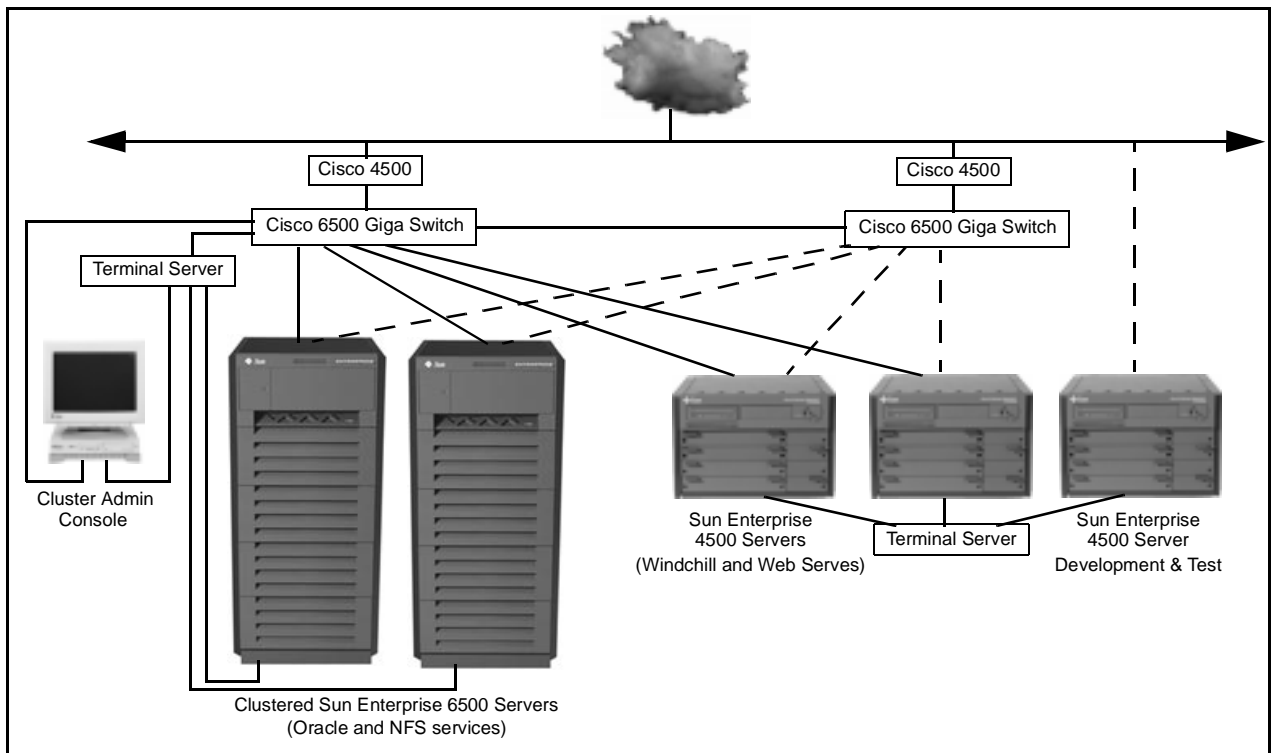 Cisco 4500
Cisco 4500
Cisco 6500 Giga Switch
Cisco 6500 Giga Switch
Terminal Server
Cluster Admin
Console
Sun Enterprise
4500 Servers
(Windchill and Web Serves)
Terminal Server
Sun Enterprise
4500 Server
Development & Test
Clustered Sun Enterprise 6500 Servers
(Oracle and NFS services)